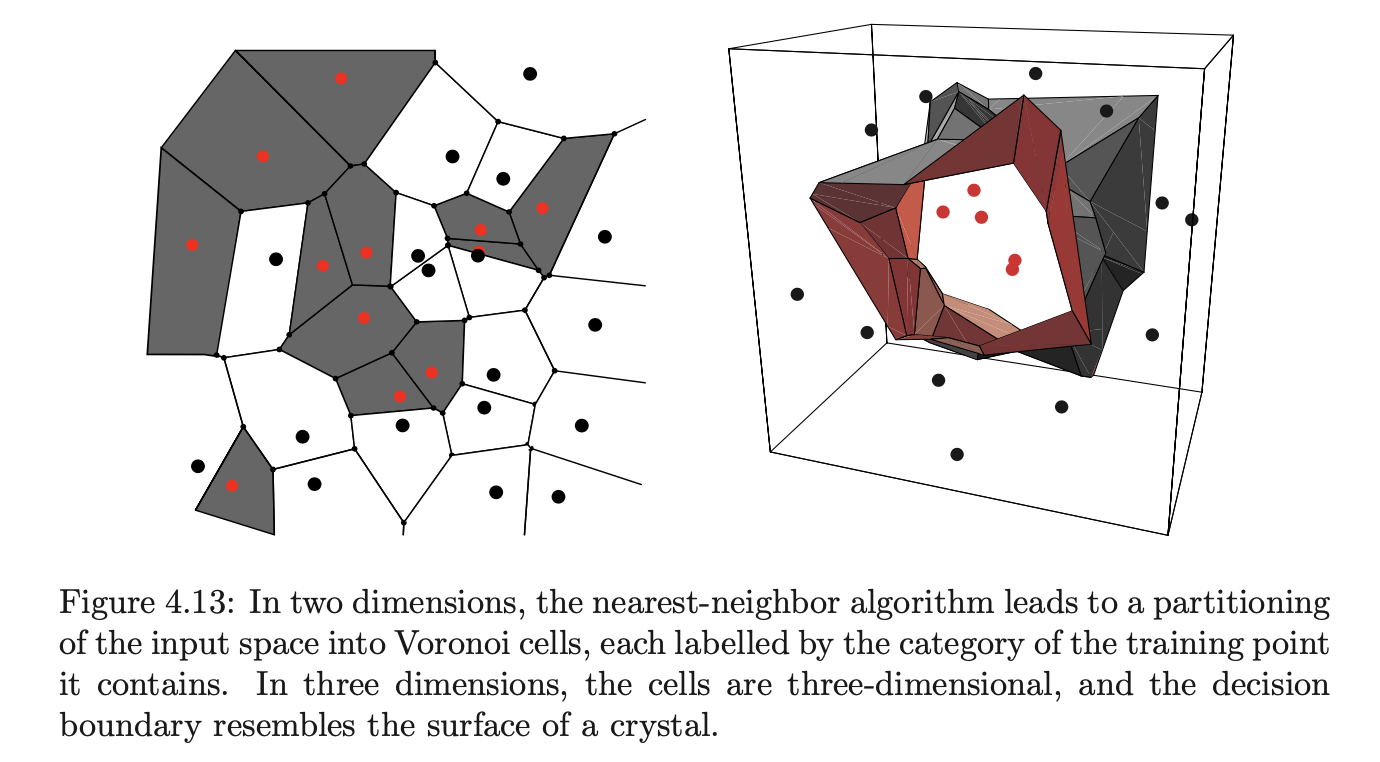 Figure 4.13: In two dimensions, the nearest-neighbor algorithm leads to a partitioning
of the input space into Voronoi cells, each labelled by the category of the training point
it contains. In three dimensions, the cells are three-dimensional, and the decision
boundary resembles the surface of a crystal.